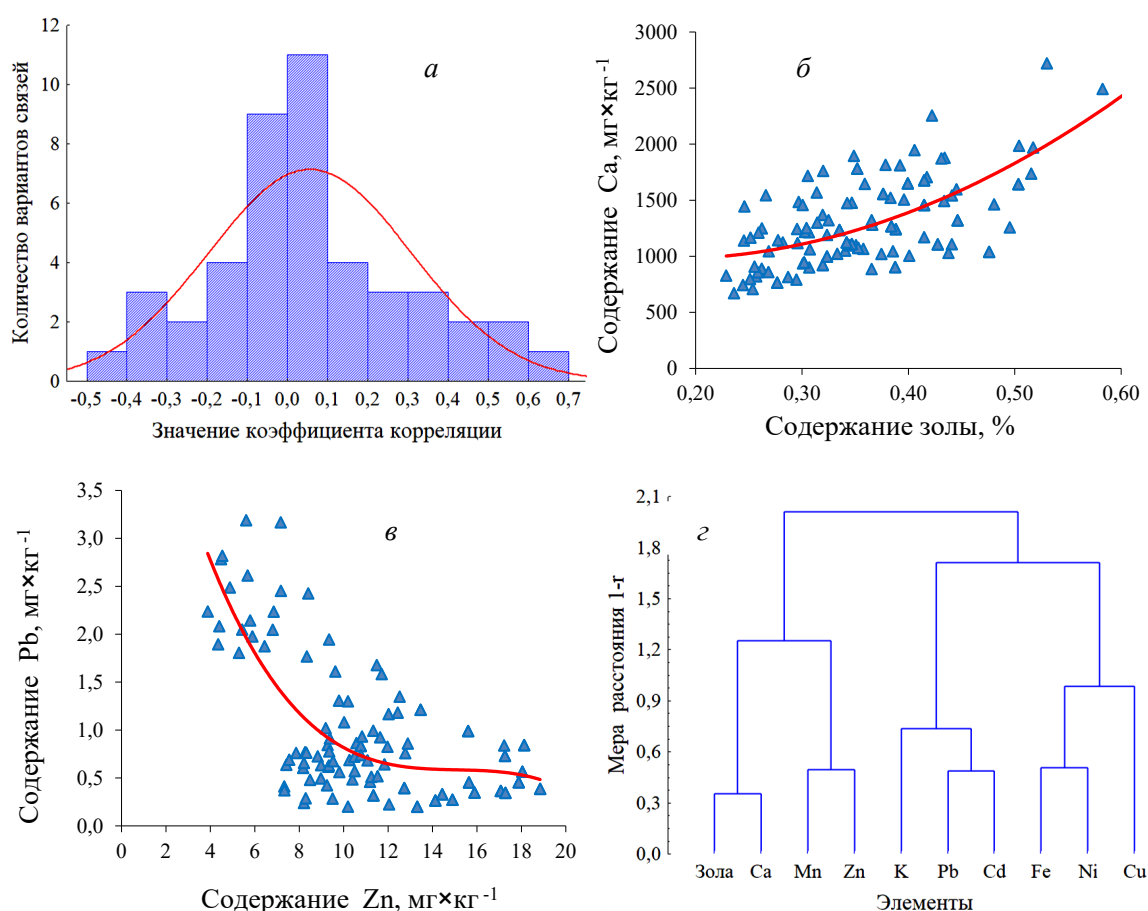 а
Количество вариантов связей
12
10
8
6
4
2
0
-0,5 -0,4 -0,3 -0,2 -0,1 0,0 0,1 0,2 0,3 0,4 0,5 0,6 0,7
Значение коэффициента корреляции
б
Содержание Ca, мг×кг-1
3000
2500
2000
1500
1000
500
0
0,20 0,30 0,40 0,50 0,60
Содержание золы, %
в
Содержание Pb, мг×кг-1
3,5
3,0
2,5
2,0
1,5
1,0
0,5
0,0
0 2 4 6 8 10 12 14 16 18 20
Содержание Zn, мг×кг-1
г
Мера расстояния 1-r
2,1
1,8
1,5
1,2
0,9
0,6
0,3
0,0
Зола Ca Mn Zn K Pb Cd Fe Ni Cu
Элементы